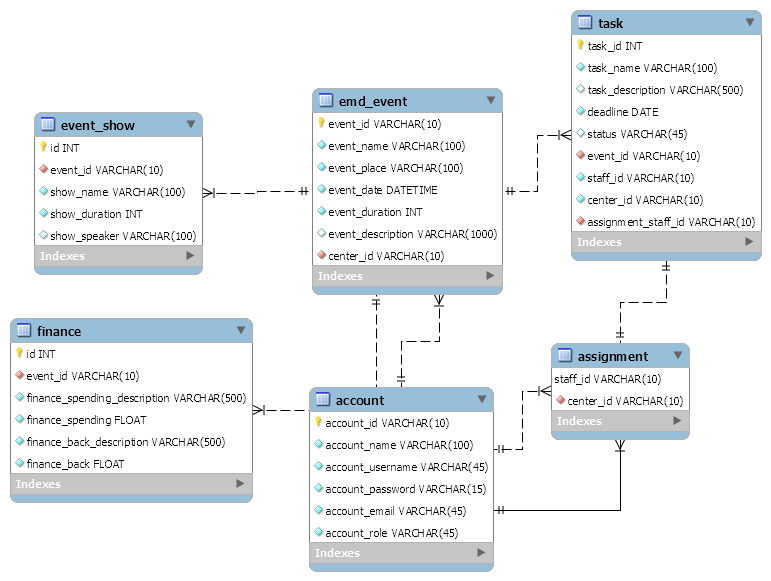 task
task_id INT
task_name VARCHAR(100)
task_description VARCHAR(500)
deadline DATE
status VARCHAR(45)
event_id VARCHAR(10)
staff_id VARCHAR(10)
center_id VARCHAR(10)
assignment_staff_id VARCHAR(10)
Indexes
emd_event
event_id VARCHAR(10)
event_name VARCHAR(100)
event_place VARCHAR(100)
event_date DATETIME
event_duration INT
event_description VARCHAR(1000)
center_id VARCHAR(10)
Indexes
event_show
id INT
event_id VARCHAR(10)
show_name VARCHAR(100)
show_duration INT
show_speaker VARCHAR(100)
Indexes
finance
id INT
event_id VARCHAR(10)
finance_spending_description VARCHAR(500)
finance_spending FLOAT
finance_back_description VARCHAR(500)
finance_back FLOAT
Indexes
account
account_id VARCHAR(10)
account_name VARCHAR(100)
account_username VARCHAR(45)
account_password VARCHAR(15)
account_email VARCHAR(45)
account_role VARCHAR(45)
Indexes
assignment
staff_id VARCHAR(10)
center_id VARCHAR(10)
Indexes